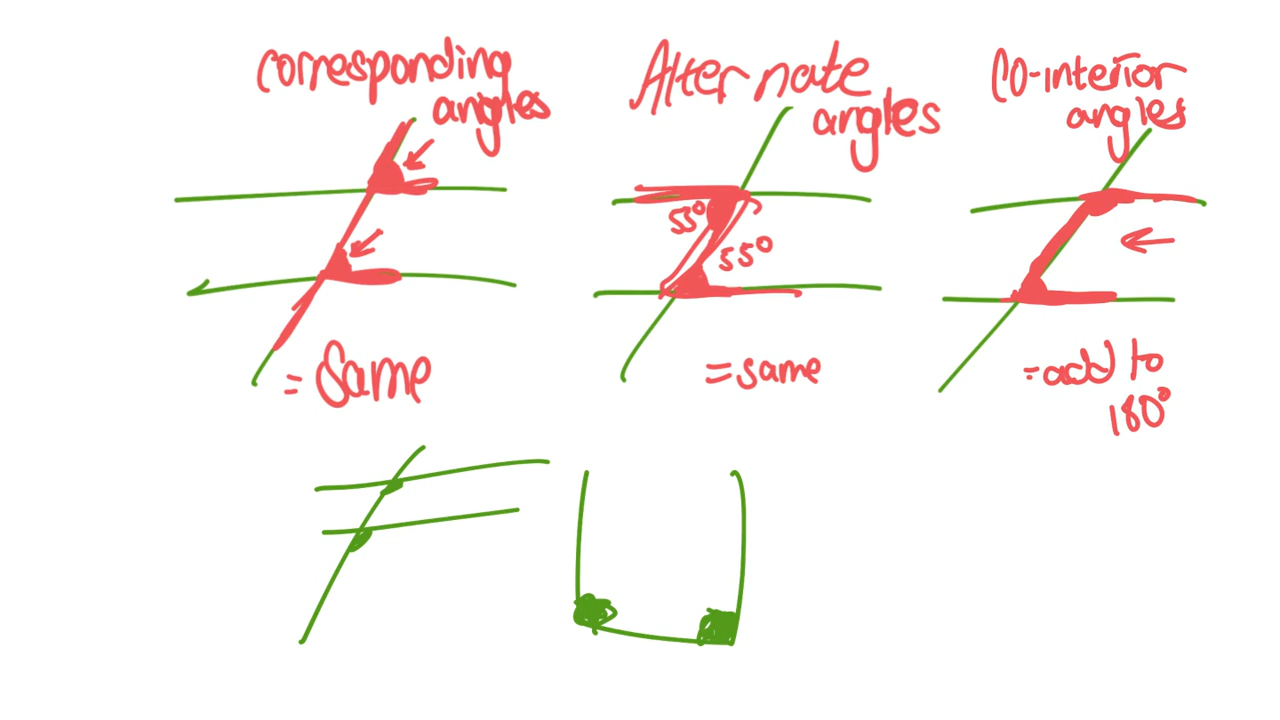 corresponding
angles
Alternate
angles
Co-interior
angles
55°
55°
= Same
= same
= add to
180°